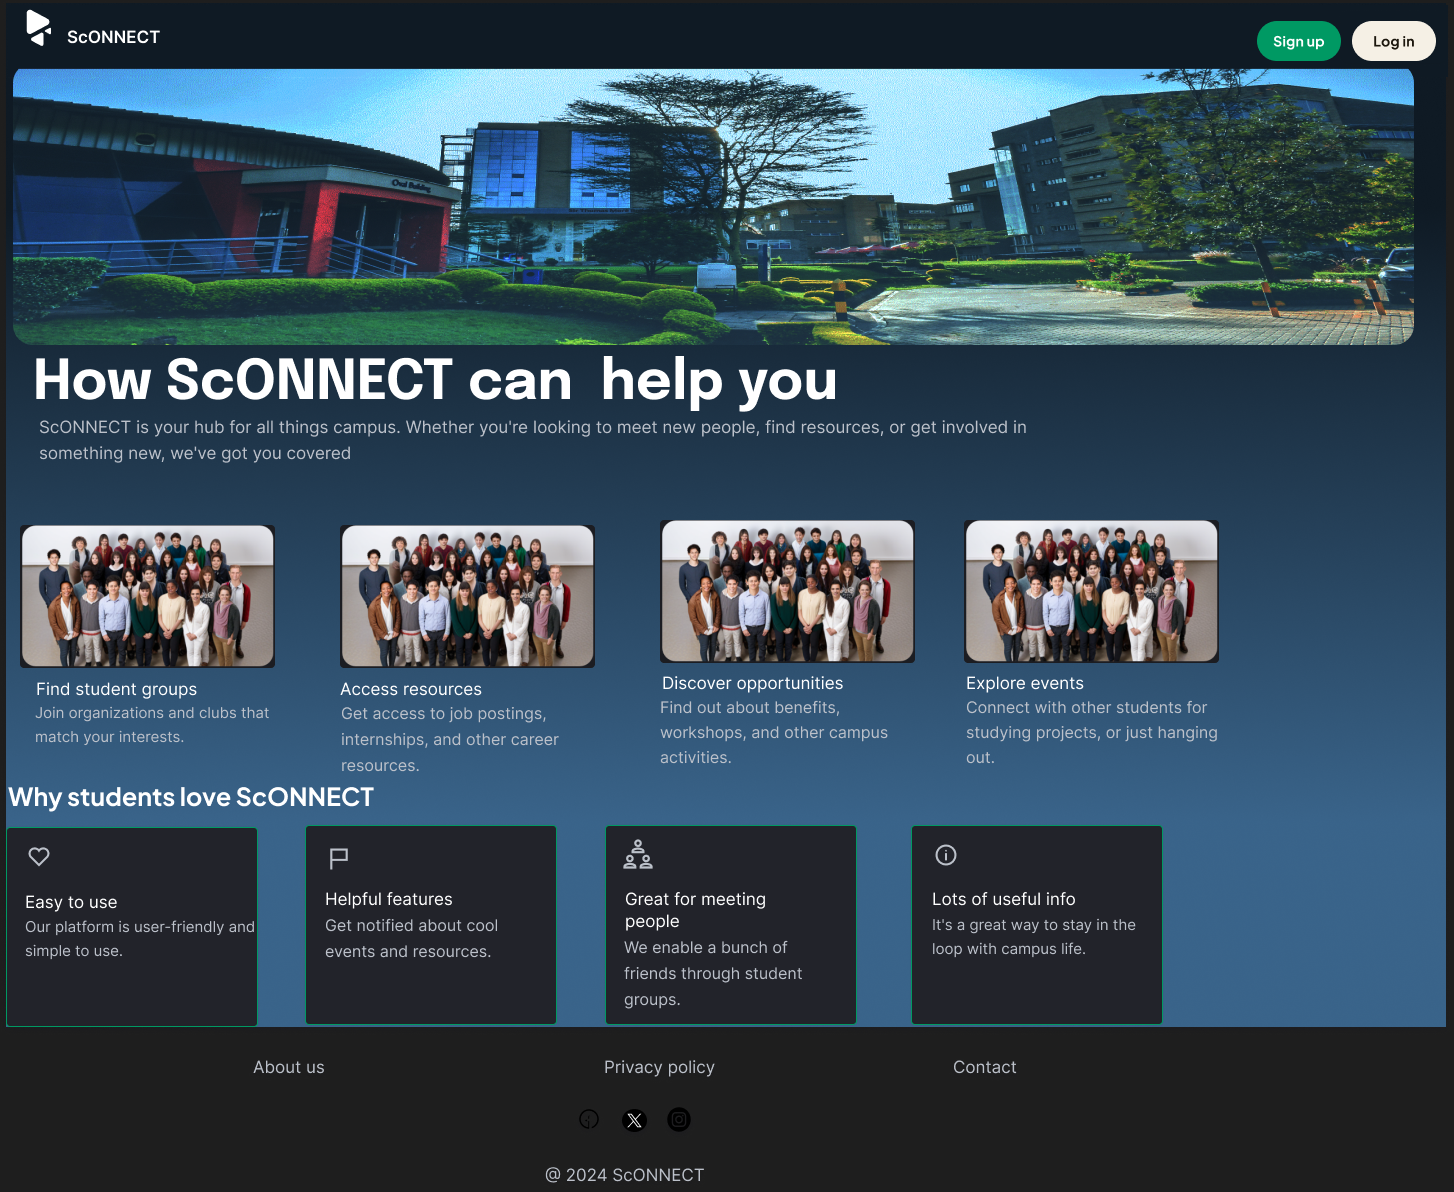 ScONNECT
Sign up
Log in
Oval Building
How ScONNECT can  help you
ScONNECT is your hub for all things campus. Whether you're looking to meet new people, find resources, or get involved in
something new, we've got you covered
Find student groups
Join organizations and clubs that
match your interests.
Access resources
Get access to job postings,
internships, and other career
resources.
Discover opportunities
Find out about benefits,
workshops, and other campus
activities.
Explore events
Connect with other students for
studying projects, or just hanging
out.
Why students love ScONNECT
Easy to use
Our platform is user-friendly and
simple to use.
Helpful features
Get notified about cool
events and resources.
Great for meeting
people
We enable a bunch of
friends through student
groups.
Lots of useful info
It's a great way to stay in the
loop with campus life.
About us
Privacy policy
Contact
@ 2024 ScONNECT